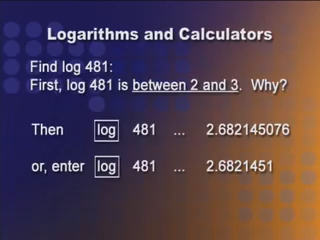 Logarithms and Calculators
Find log 481:
First, log 481 is between 2 and 3. Why?
Then log 481 ... 2.682145076
or, enter log 481 ... 2.6821451